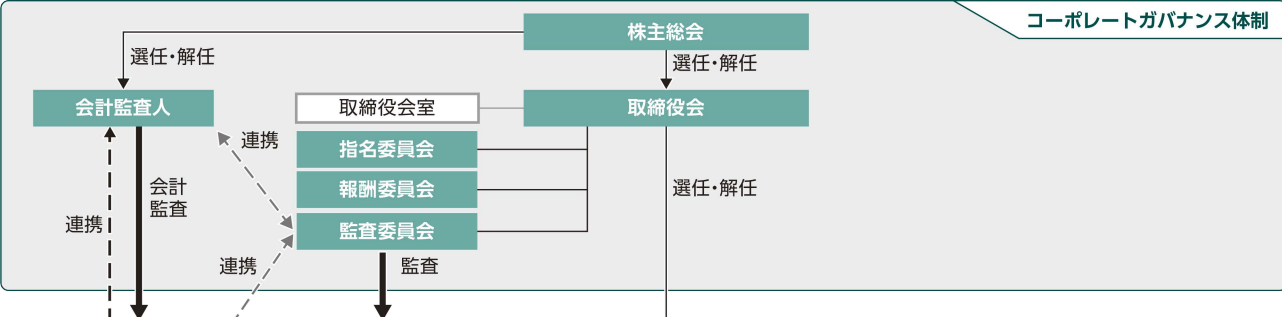 コーポレートガバナンス体制
株主総会
選任・解任
選任・解任
会計監査人
取締役会室
取締役会
連携
指名委員会
報酬委員会
監査委員会
会計
監査
選任・解任
連携
連携
監査